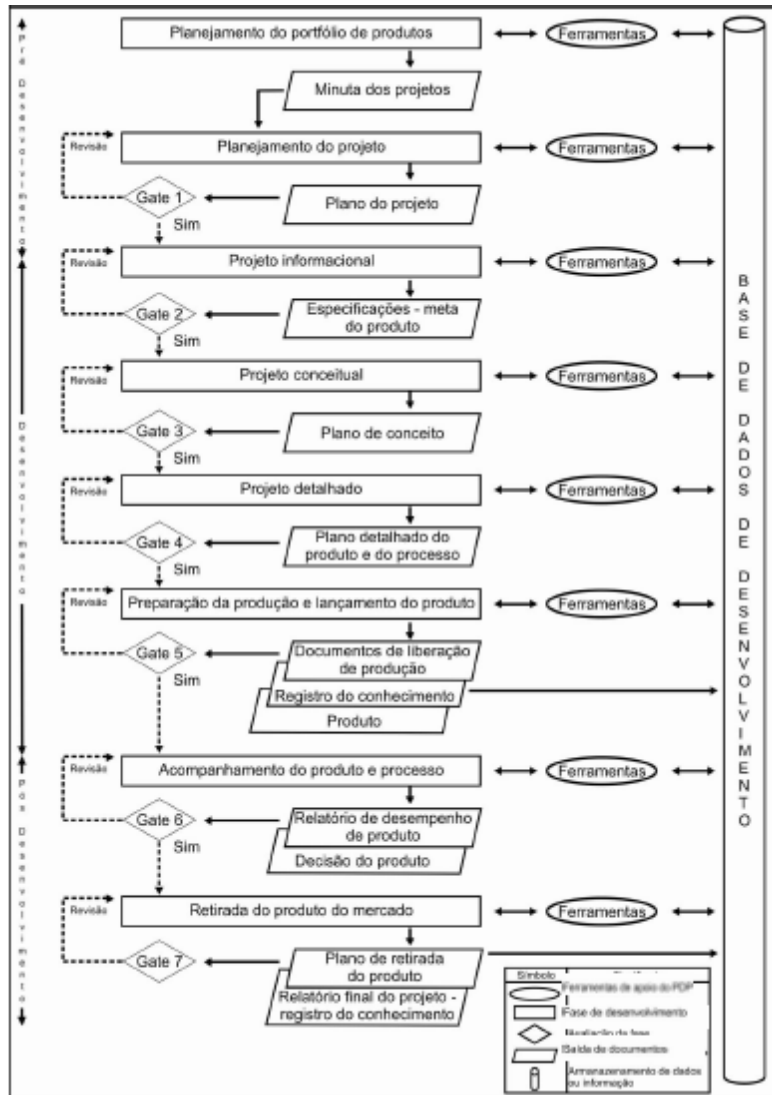 Pré Desenvolvimento
Planejamento do portfólio de produtos
Ferramentas
Minuta dos projetos
Revisão
Planejamento do projeto
Ferramentas
Gate 1
Plano do projeto
Sim
Desenvolvimento
Revisão
Projeto informacional
Ferramentas
Gate 2
Especificações - meta
do produto
Sim
Revisão
Projeto conceitual
Ferramentas
Gate 3
Plano de conceito
Sim
Revisão
Projeto detalhado
Ferramentas
Gate 4
Plano detalhado do
produto e do processo
Sim
Revisão
Preparação da produção e lançamento do produto
Ferramentas
Gate 5
Documentos de liberação
de produção
Sim
Registro do conhecimento
Produto
Pos Desenvolvimento
Revisão
Acompanhamento do produto e processo
Ferramentas
Gate 6
Relatório de desempenho
de produto
Sim
Decisão do produto
Revisão
Retirada do produto do mercado
Ferramentas
Gate 7
Plano de retirada
do produto
Relatório final do projeto -
registro do conhecimento
BASE DE DADOS DE DESENVOLVIMENTO
Símbolo
Ferramentas de apoio do PDP
Fase de desenvolvimento
Avaliação da fase
Saída de documentos
Armanazenamento de dados
ou informação